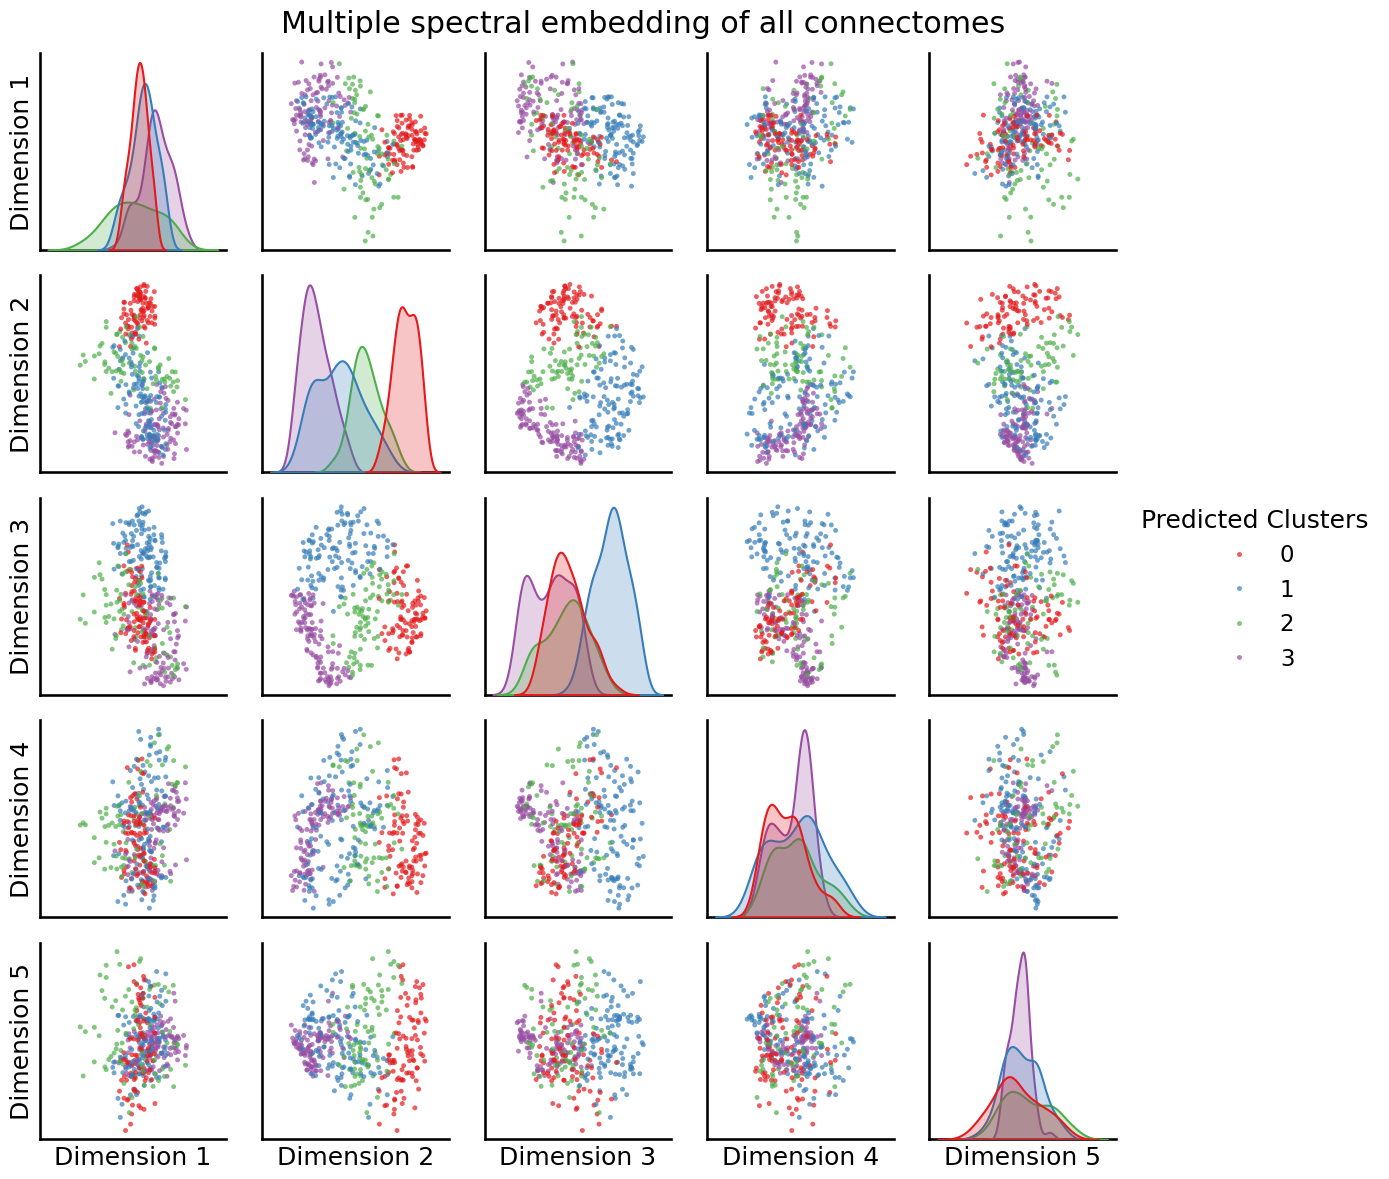 Multiple spectral embedding of all connectomes
Dimension 1
Dimension 2
Dimension 3
Predicted Clusters
0
1
2
3
Dimension 4
Dimension 5
Dimension 1
Dimension 2
Dimension 3
Dimension 4
Dimension 5